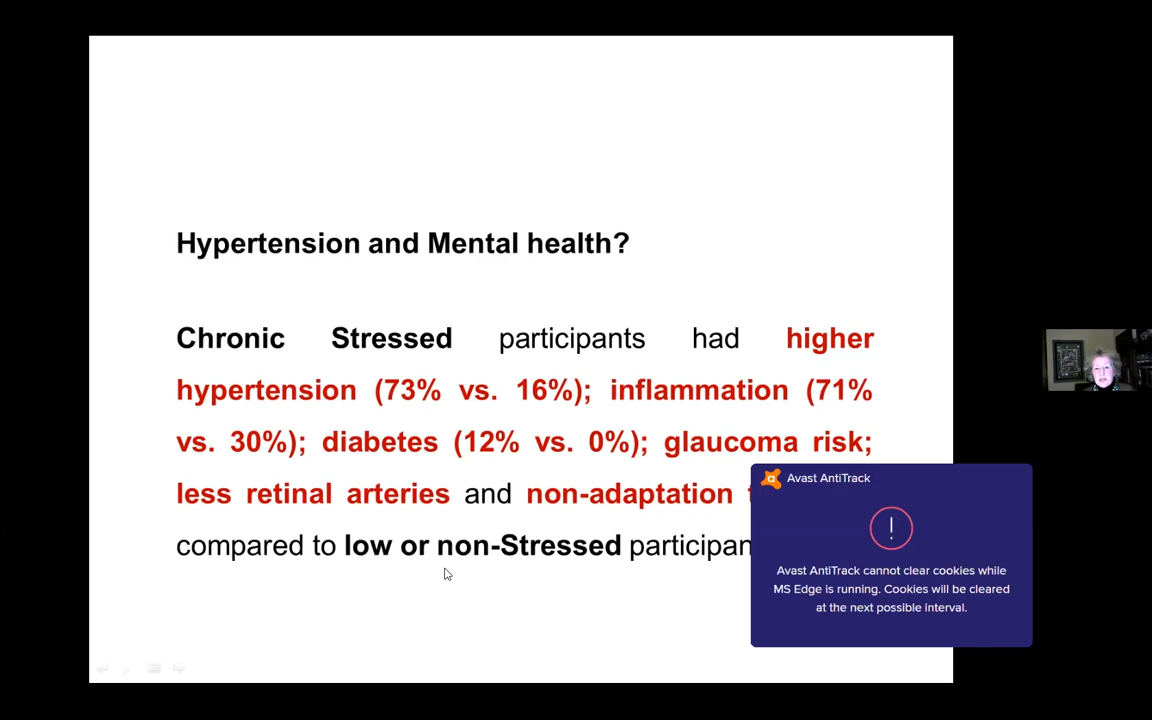 Hypertension and Mental health?
Chronic Stressed participants had higher
hypertension (73% vs. 16%); inflammation (71%
vs. 30%); diabetes (12% vs. 0%); glaucoma risk;
less retinal arteries and non-adaptation
compared to low or non-Stressed
Avast AntiTrack
!
Avast AntiTrack cannot clear cookies while
MS Edge is running. Cookies will be cleared
at the next possible interval.